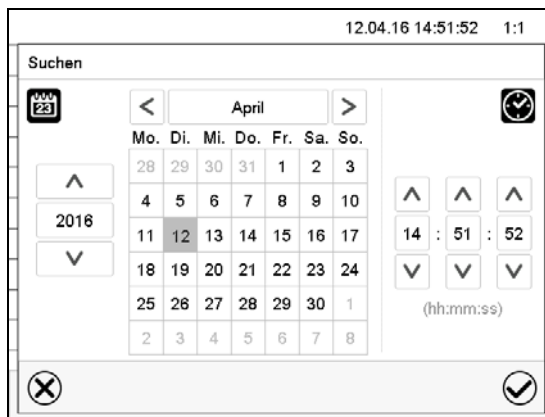 12.04.16 14:51:52 1:1
Suchen
23
< April >
Mo. Di. Mi. Do. Fr. Sa. So.
28 29 30 31 1 2 3
4 5 6 7 8 9 10
2016
11 12 13 14 15 16 17
14 : 51 : 52
18 19 20 21 22 23 24
25 26 27 28 29 30 1
(hh:mm:ss)
2 3 4 5 6 7 8